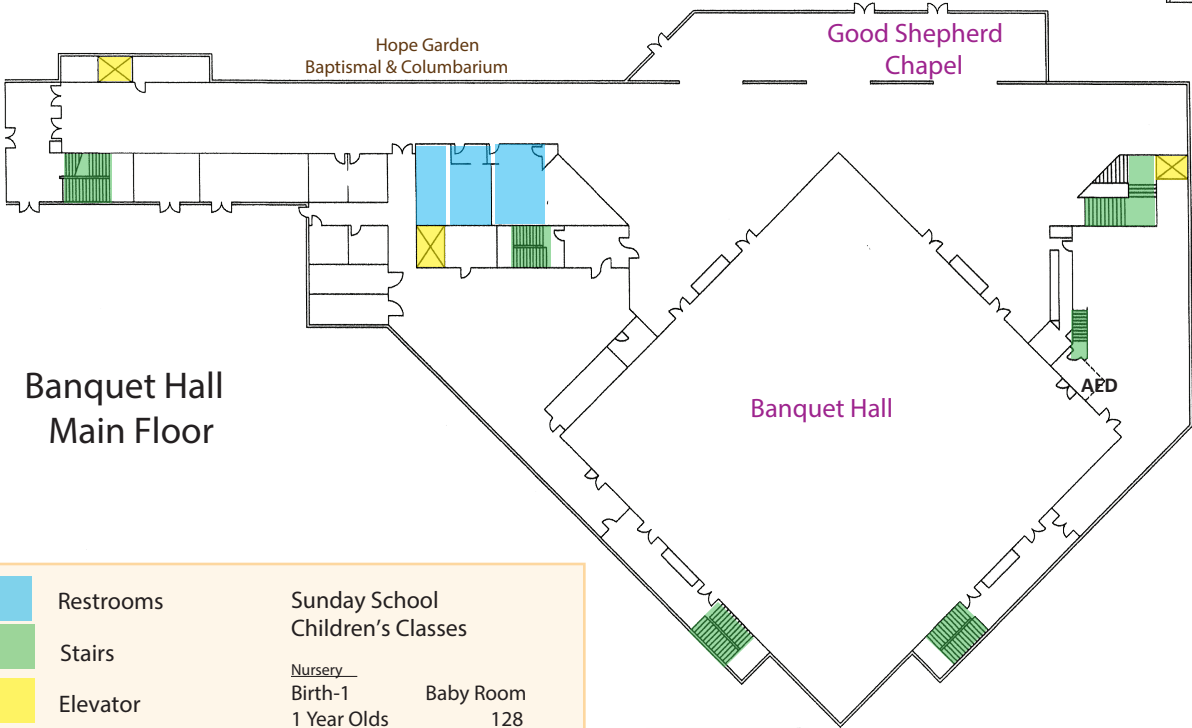 Hope Garden
Baptismal & Columbarium
Good Shepherd
Chapel
Banquet Hall
Main Floor
Banquet Hall
AED
Restrooms
Stairs
Elevator
Sunday School
Children's Classes
Nursery
Birth-1 Baby Room
1 Year Olds 128